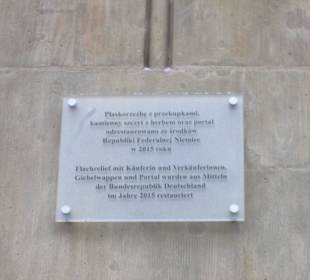 Płaskorzeźbę z przekupkami,
kamienny szczyt z herbem oraz portal
odrestaurowano ze środków
Republiki Federalnej Niemiec
w 2015 roku
Flachrelief mit Käuferin und Verkäuferinnen,
Giebelwappen und Portal wurden aus Mitteln
der Bundesrepublik Deutschland
im Jahre 2015 restauriert